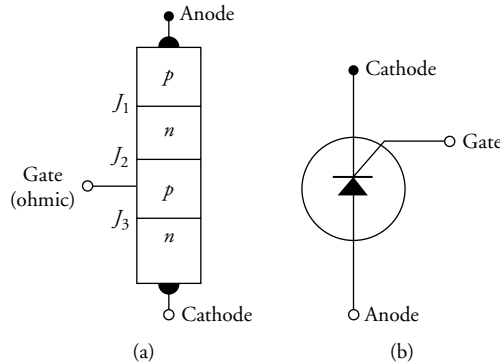 Anode
p
J1
n
J2
Gate
(ohmic)
p
J3
n
Cathode
(a)
Cathode
Gate
Anode
(b)